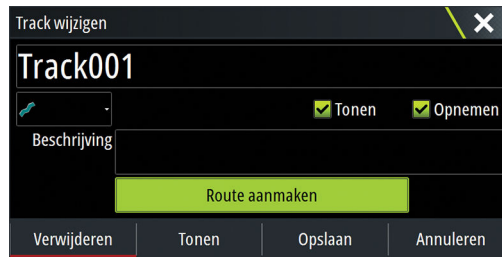 Track wijzigen
Track001
Tonen Opnemen
Beschrijving
Route aanmaken
Verwijderen Tonen Opslaan Annuleren